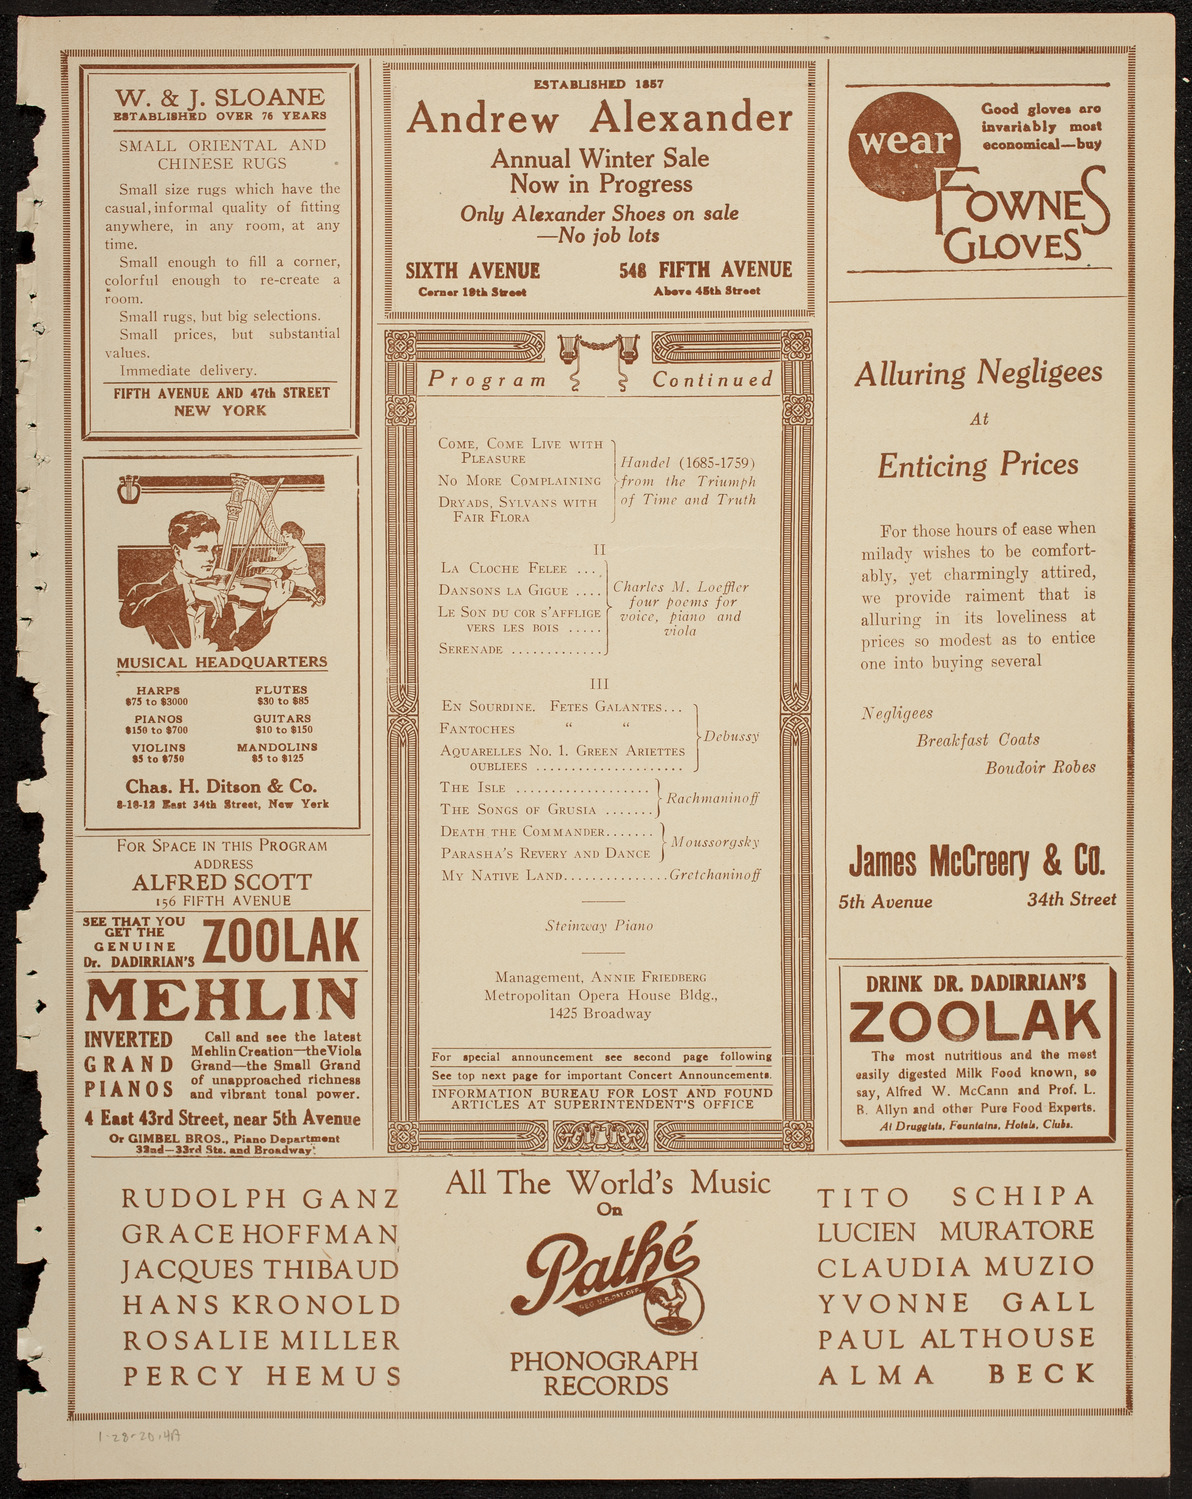 W. & J. SLOANE
ESTABLISHED OVER 76 YEARS
SMALL ORIENTAL AND
CHINESE RUGS
Small size rugs which have the
casual, informal quality of fitting
anywhere, in any room, at any
time.
Small enough to fill a corner,
colorful enough to re-create a
room.
Small rugs, but big selections.
Small prices, but substantial
values.
Immediate delivery.
FIFTH AVENUE AND 47th STREET
NEW YORK
MUSICAL HEADQUARTERS
HARPS
$75 to $3000
FLUTES
$30 to $85
PIANOS
$150 to $700
GUITARS
$10 to $150
VIOLINS
$5 to $750
MANDOLINS
$5 to $125
Chas. H. Ditson & Co.
8-10-12 East 34th Street, New York
FOR SPACE IN THIS PROGRAM
ADDRESS
ALFRED SCOTT
156 FIFTH AVENUE
SEE THAT YOU
GET THE
GENUINE
Dr. DADIRRIAN'S
ZOOLAK
MEHLIN
INVERTED
GRAND
PIANOS
Call and see the latest
Mehlin Creation—the Viola
Grand—the Small Grand
of unapproached richness
and vibrant tonal power.
4 East 43rd Street, near 5th Avenue
Or GIMBEL BROS., Piano Department
32nd—33rd Sts. and Broadway.
ESTABLISHED 1857
Andrew Alexander
Annual Winter Sale
Now in Progress
Only Alexander Shoes on sale
—No job lots
SIXTH AVENUE
Corner 19th Street
548 FIFTH AVENUE
Above 45th Street
Program Continued
COME, COME LIVE WITH
PLEASURE
NO MORE COMPLAINING
DRYADS, SYLVANS WITH
FAIR FLORA
Handel (1685-1759)
from the Triumph
of Time and Truth
II
LA CLOCHE FELEE ...
DANSONS LA GIGUE ....
LE SON DU COR S'AFFLIGE
VERS LES BOIS .....
SERENADE .............
Charles M. Loeffler
four poems for
voice, piano and
viola
III
EN SOURDINE. FETES GALANTES...
FANTOCHES " "
AQUARELLES NO. 1. GREEN ARIETTES
OUBLIEES .....................
Debussy
THE ISLE ...................
THE SONGS OF GRUSIA .......
Rachmaninoff
DEATH THE COMMANDER.......
PARASHA'S REVERY AND DANCE
Moussorgsky
MY NATIVE LAND...............Gretchaninoff
Steinway Piano
Management, ANNIE FRIEDBERG
Metropolitan Opera House Bldg.,
1425 Broadway
For special announcement see second page following
See top next page for important Concert Announcements.
INFORMATION BUREAU FOR LOST AND FOUND
ARTICLES AT SUPERINTENDENT'S OFFICE
wear
Good gloves are
invariably most
economical—buy
FOWNES
GLOVES
Alluring Negligees
At
Enticing Prices
For those hours of ease when
milady wishes to be comfort-
ably, yet charmingly attired,
we provide raiment that is
alluring in its loveliness at
prices so modest as to entice
one into buying several
Negligees
Breakfast Coats
Boudoir Robes
James McCreery & Co.
5th Avenue 34th Street
DRINK DR. DADIRRIAN'S
ZOOLAK
The most nutritious and the most
easily digested Milk Food known, so
say, Alfred W. McCann and Prof. L.
B. Allyn and other Pure Food Experts.
At Druggists, Fountains, Hotels, Clubs.
RUDOLPH GANZ
GRACE HOFFMAN
JACQUES THIBAUD
HANS KRONOLD
ROSALIE MILLER
PERCY HEMUS
All The World's Music
On
Pathé
REG. U.S. PAT. OFF.
PHONOGRAPH
RECORDS
TITO SCHIPA
LUCIEN MURATORE
CLAUDIA MUZIO
YVONNE GALL
PAUL ALTHOUSE
ALMA BECK
1-28-20.4A